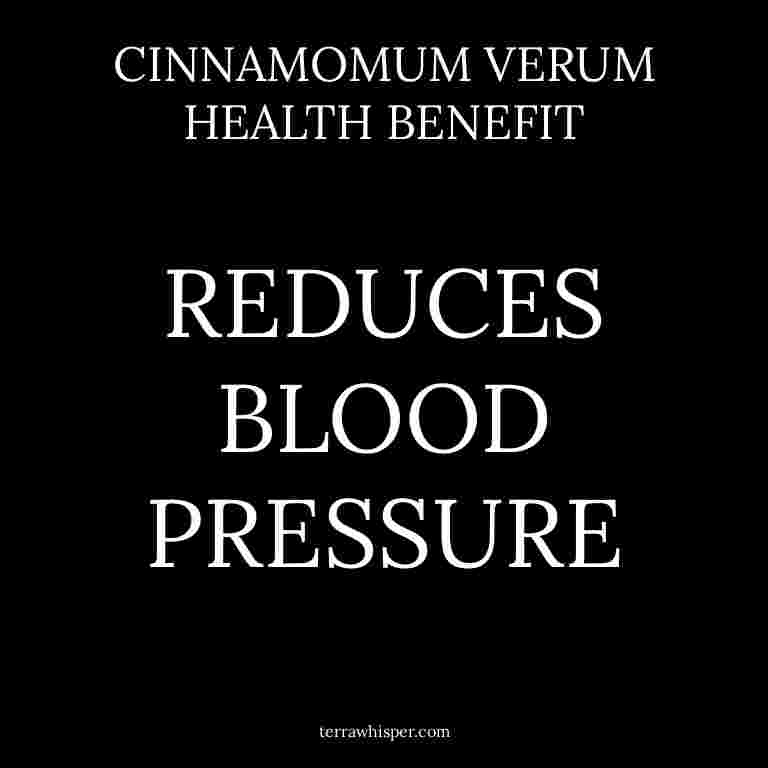 CINNAMOMUM VERUM
HEALTH BENEFIT
REDUCES
BLOOD
PRESSURE
terrawhisper.com